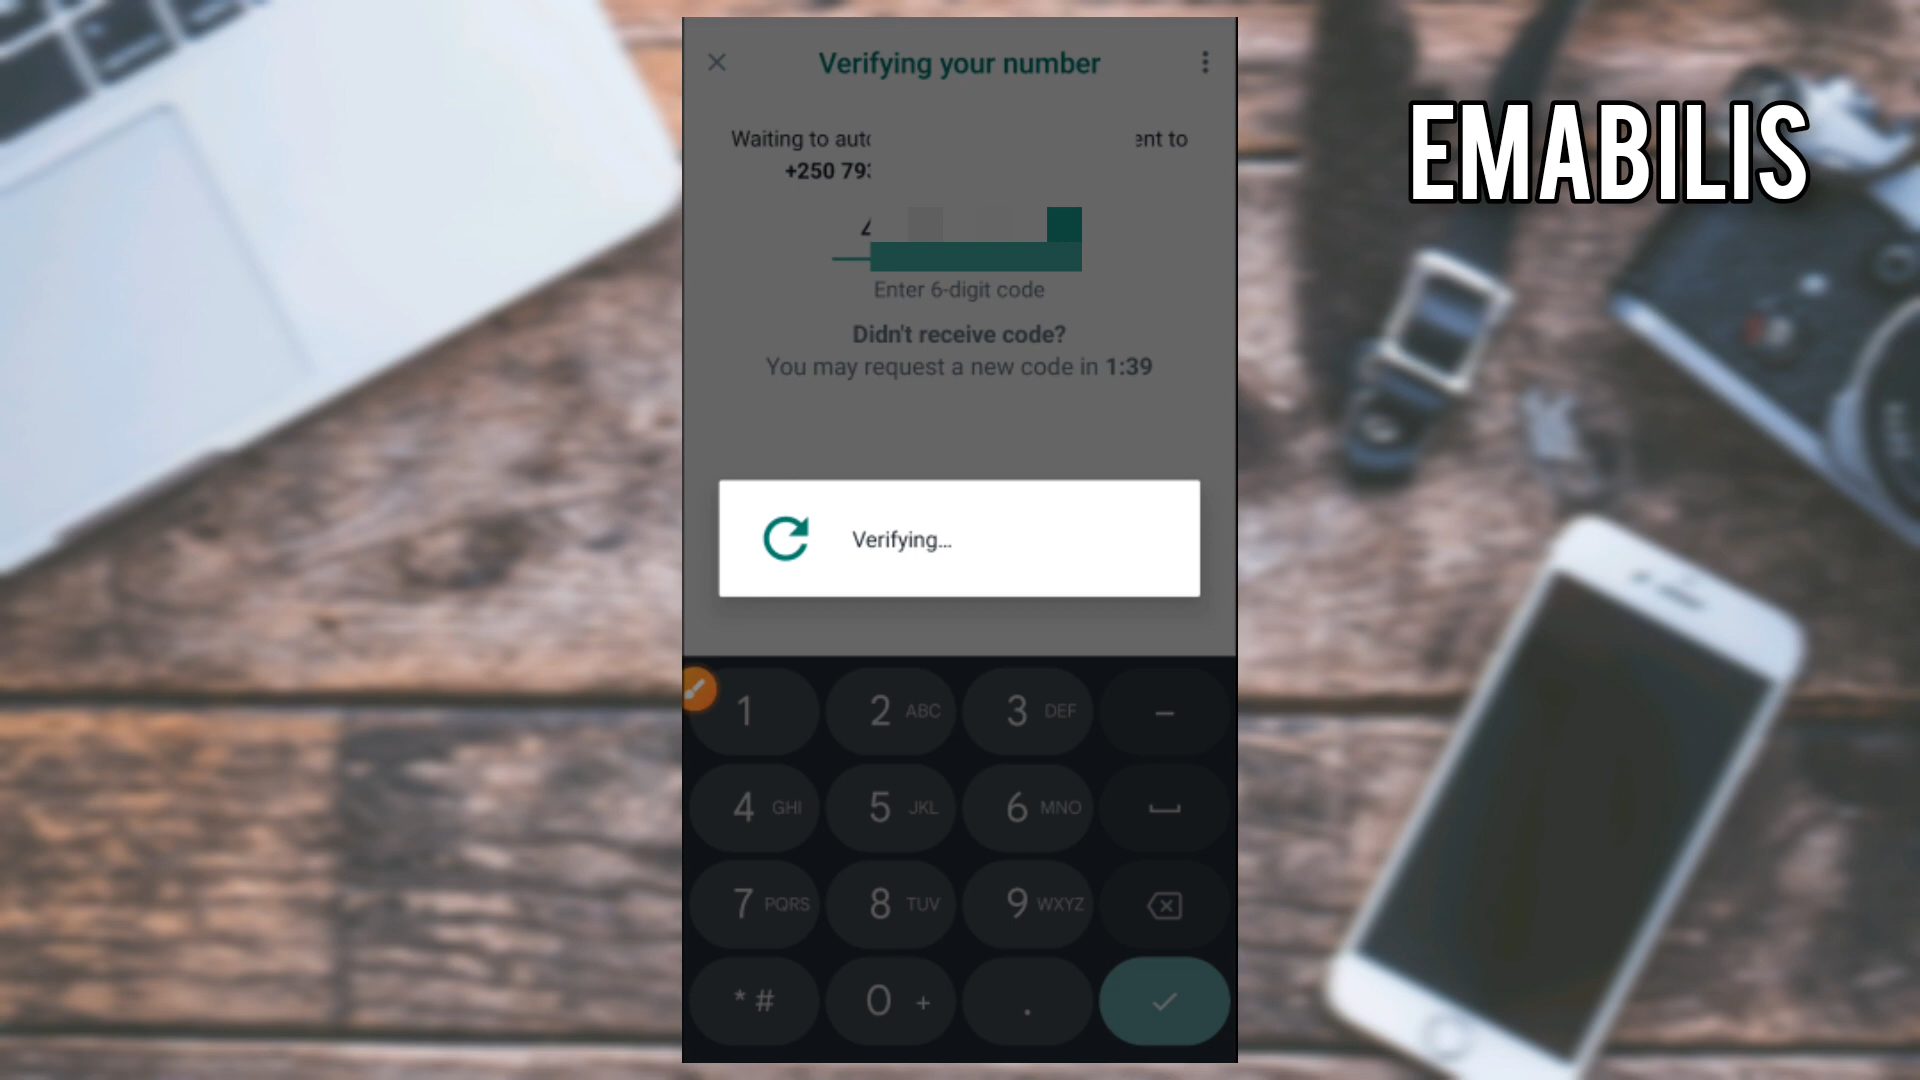 Verifying your number
EMABILIS
Waiting to ent to
+250 79
Enter 6-digit code
Didn't receive code?
You may request a new code in 1:39
Verifying...
1 2 ABC 3 DEF –
4 GHI 5 JKL 6 MNO
7 PQRS 8 TUV 9 WXYZ
* # 0 + .